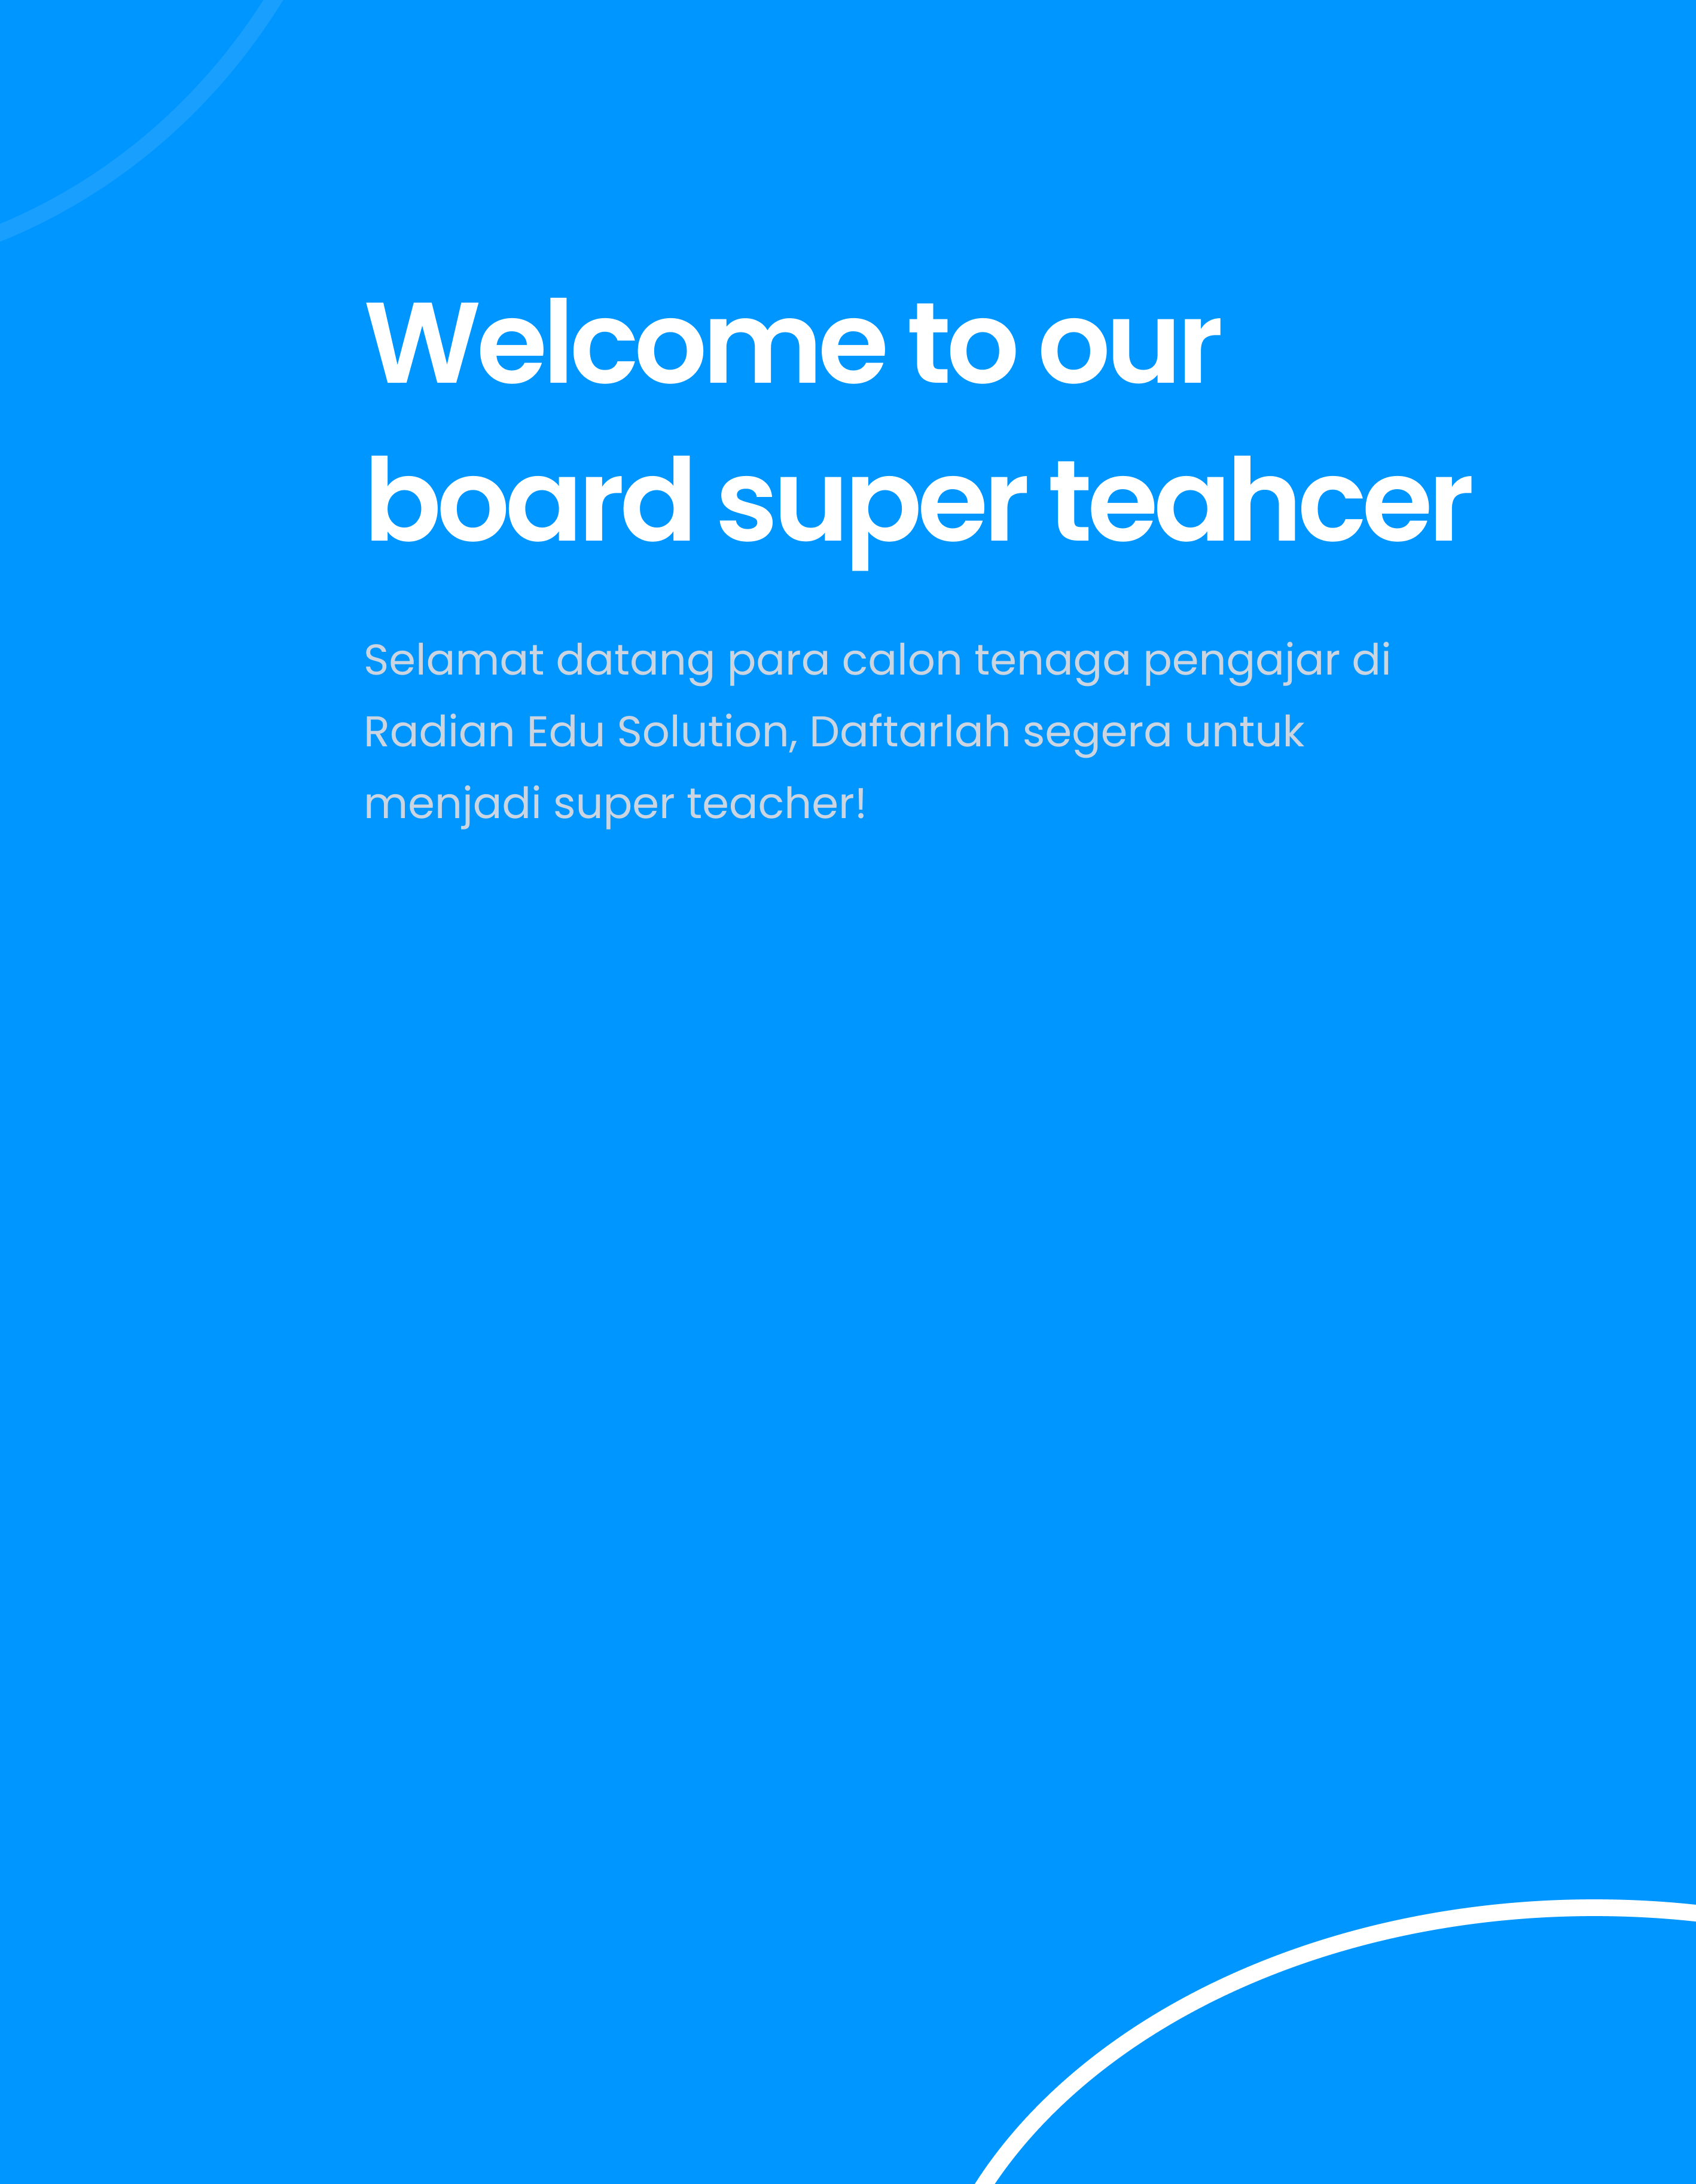 Welcome to our
board super teahcer
Selamat datang para calon tenaga pengajar di
Radian Edu Solution, Daftarlah segera untuk
menjadi super teacher!